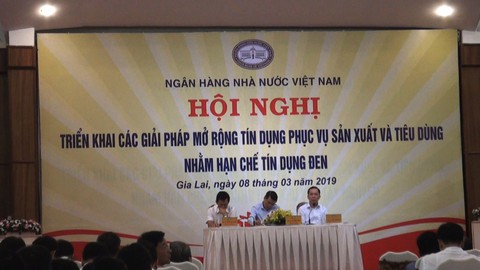 NGÂN HÀNG NHÀ NƯỚC VIỆT NAM
HỘI NGHỊ
TRIỂN KHAI CÁC GIẢI PHÁP MỞ RỘNG TÍN DỤNG PHỤC VỤ SẢN XUẤT VÀ TIÊU DÙNG
NHẰM HẠN CHẾ TÍN DỤNG ĐEN
Gia Lai, ngày 08 tháng 03 năm 2019